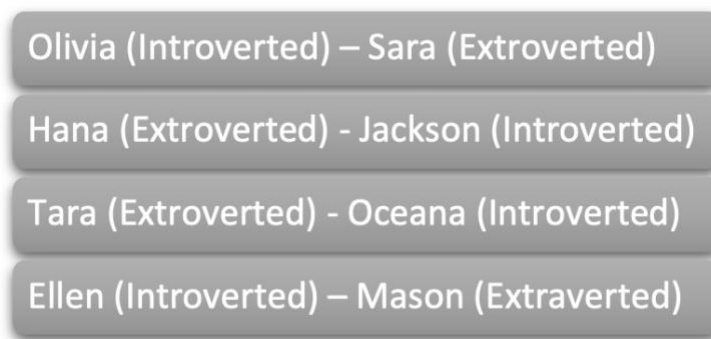 Olivia (Introverted) – Sara (Extroverted)
Hana (Extroverted) - Jackson (Introverted)
Tara (Extroverted) - Oceana (Introverted)
Ellen (Introverted) – Mason (Extraverted)